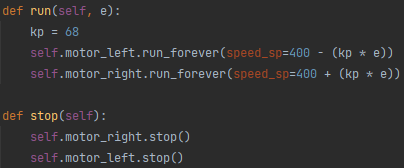 def run(self, e):
    kp = 68
    self.motor_left.run_forever(speed_sp=400 - (kp * e))
    self.motor_right.run_forever(speed_sp=400 + (kp * e))

def stop(self):
    self.motor_right.stop()
    self.motor_left.stop()